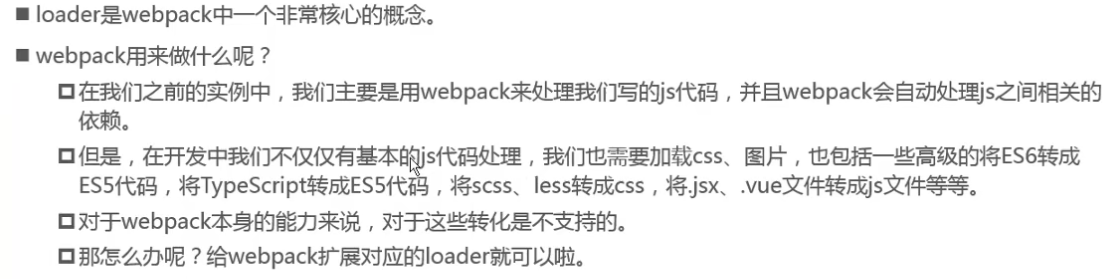 ■ loader是webpack中一个非常核心的概念。
■ webpack用来做什么呢？
在我们之前的实例中，我们主要是用webpack来处理我们写的js代码，并且webpack会自动处理js之间相关的
依赖。
但是，在开发中我们不仅仅有基本的js代码处理，我们也需要加载css、图片，也包括一些高级的将ES6转成
ES5代码，将TypeScript转成ES5代码，将scss、less转成css，将.jsx、.vue文件转成js文件等等。
对于webpack本身的能力来说，对于这些转化是不支持的。
那怎么办呢？给webpack扩展对应的loader就可以啦。